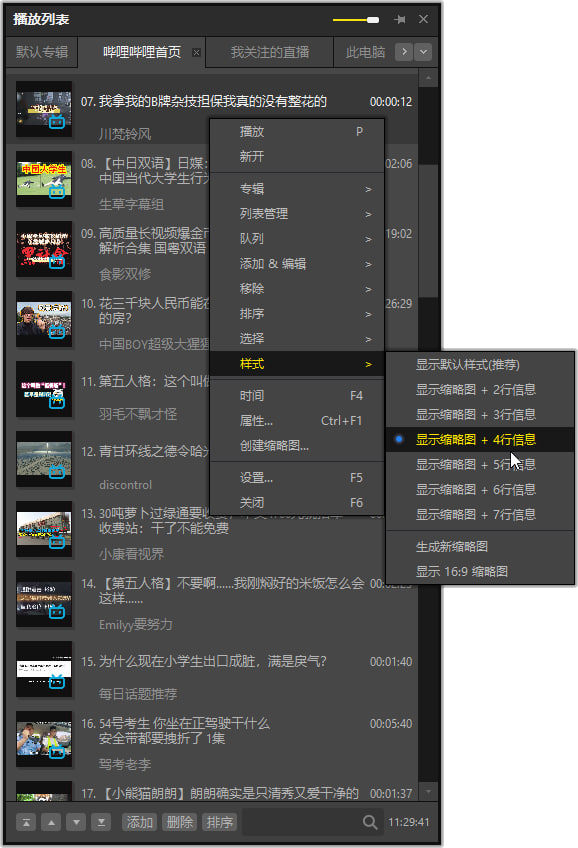 播放列表
默认专辑
哔哩哔哩首页
我关注的直播
此电脑
07. 我拿我的B牌杂技担保我真的没有整花的
00:00:12
川梵铃风
08. 【中日双语】日媒：
中国当代大学生行为
02:06
生草字幕组
09. 高质量长视频爆金币
解析合集 国粤双语
19:02
食影双修
10. 花三千块人民币能在
的房?
26:29
中国BOY超级大猩猩
11. 第五人格：这个叫做
羽毛不飘才怪
12. 青甘环线之德令哈光
discontrol
13. 30吨萝卜过绿通要收费
收费站：干了不能免费
小康看视界
14. 【第五人格】不要啊......我刚焖好的米饭怎么会
这样......
Emilyy要努力
15. 为什么现在小学生出口成脏，满是戾气?
00:01:40
每日话题推荐
16. 54号考生 你坐在正驾驶干什么
安全带都要拽折了 1集
00:05:40
驾考老李
17. 【小熊猫朗朗】朗朗确实是只清秀又爱干净的
00:01:37
播放 P
新开
专辑 >
列表管理 >
队列 >
添加 & 编辑 >
移除 >
排序 >
选择 >
样式 >
时间 F4
属性... Ctrl+F1
创建缩略图...
设置... F5
关闭 F6
显示默认样式(推荐)
显示缩略图 + 2行信息
显示缩略图 + 3行信息
显示缩略图 + 4行信息
显示缩略图 + 5行信息
显示缩略图 + 6行信息
显示缩略图 + 7行信息
生成新缩略图
显示 16:9 缩略图
添加
删除
排序
11:29:41